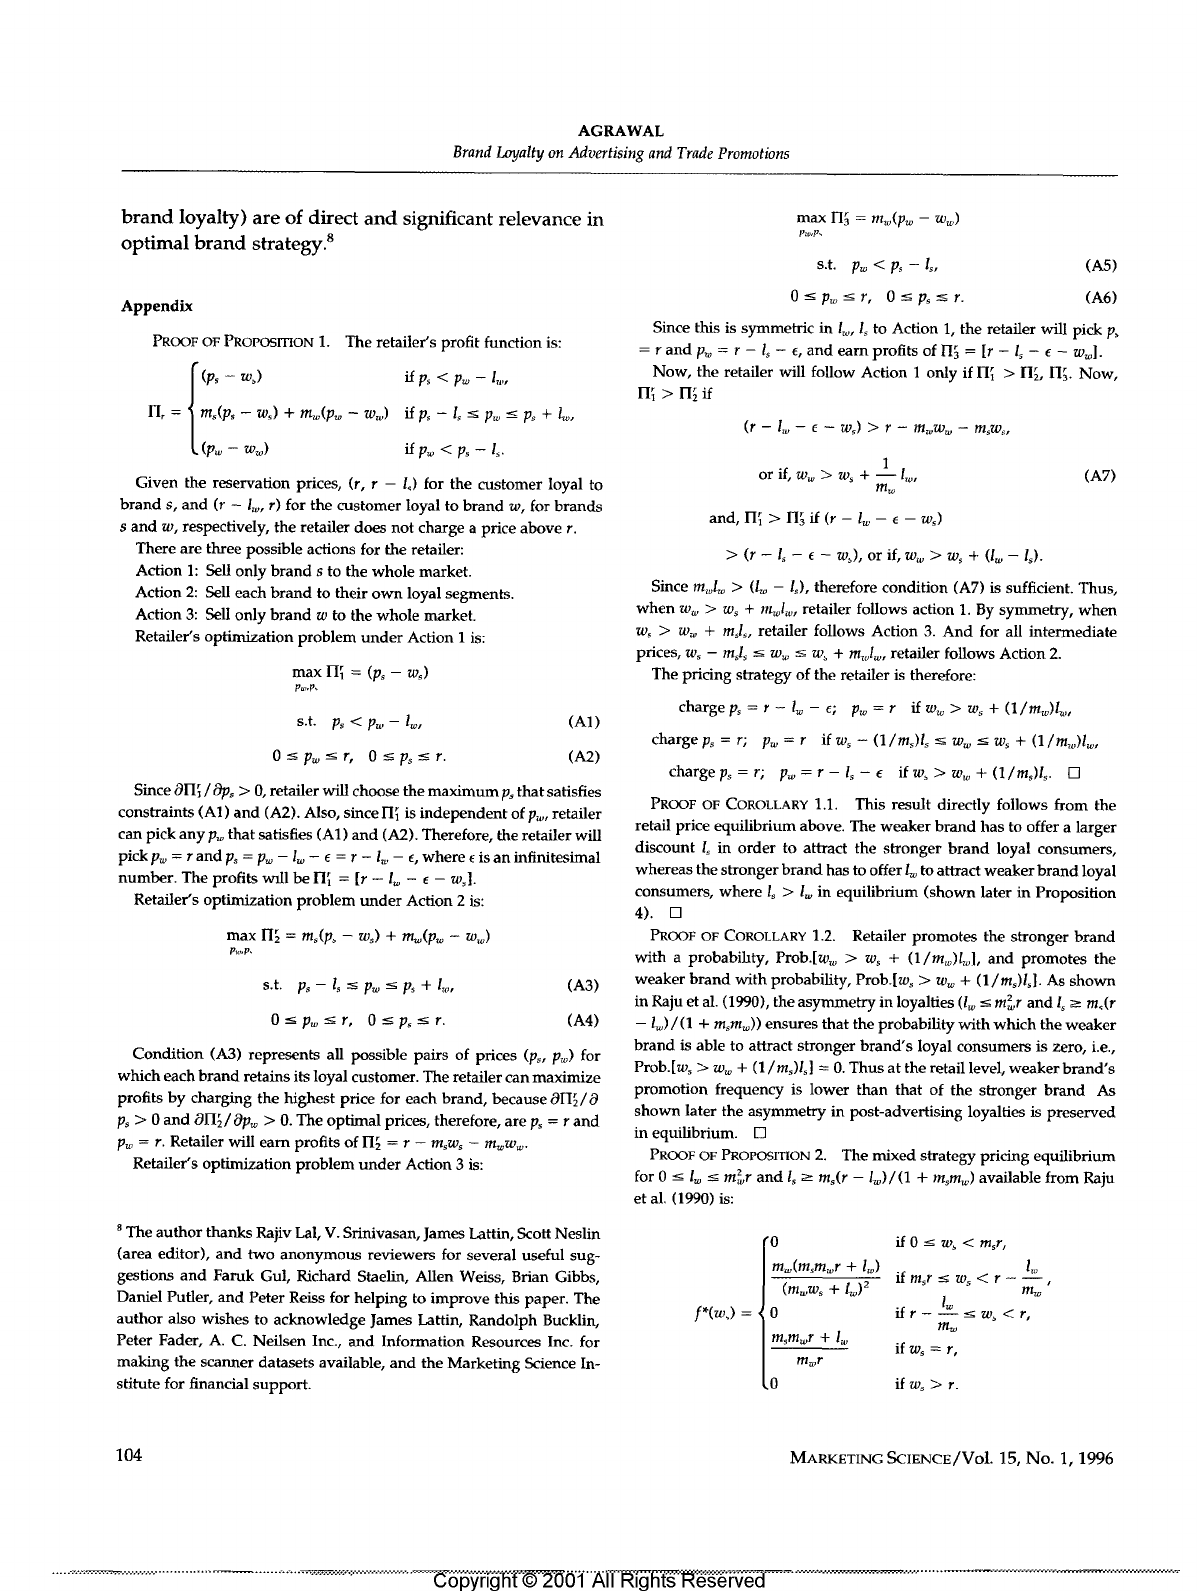 AGRAWAL
Brand Loyalty on Advertising and Trade Promotions
brand loyalty) are of direct and significant relevance in
optimal brand strategy.⁸
Appendix
PROOF OF PROPOSITION 1. The retailer's profit function is:
Π_r = { (p_s − w_s) if p_s < p_w − l_w,
m_s(p_s − w_s) + m_w(p_w − w_w) if p_s − l_s ≤ p_w ≤ p_s + l_w,
(p_w − w_w) if p_w < p_s − l_s.
Given the reservation prices, (r, r − l_s) for the customer loyal to
brand s, and (r − l_w, r) for the customer loyal to brand w, for brands
s and w, respectively, the retailer does not charge a price above r.
There are three possible actions for the retailer:
Action 1: Sell only brand s to the whole market.
Action 2: Sell each brand to their own loyal segments.
Action 3: Sell only brand w to the whole market.
Retailer's optimization problem under Action 1 is:
max Π₁ʳ = (p_s − w_s)
p_w,p_s
s.t. p_s < p_w − l_w, (A1)
0 ≤ p_w ≤ r, 0 ≤ p_s ≤ r. (A2)
Since ∂Π₁ʳ/∂p_s > 0, retailer will choose the maximum p_s that satisfies
constraints (A1) and (A2). Also, since Π₁ʳ is independent of p_w, retailer
can pick any p_w that satisfies (A1) and (A2). Therefore, the retailer will
pick p_w = r and p_s = p_w − l_w − ϵ = r − l_w − ϵ, where ϵ is an infinitesimal
number. The profits will be Π₁ʳ = [r − l_w − ϵ − w_s].
Retailer's optimization problem under Action 2 is:
max Π₂ʳ = m_s(p_s − w_s) + m_w(p_w − w_w)
p_w,p_s
s.t. p_s − l_s ≤ p_w ≤ p_s + l_w, (A3)
0 ≤ p_w ≤ r, 0 ≤ p_s ≤ r. (A4)
Condition (A3) represents all possible pairs of prices (p_s, p_w) for
which each brand retains its loyal customer. The retailer can maximize
profits by charging the highest price for each brand, because ∂Π₂ʳ/∂
p_s > 0 and ∂Π₂ʳ/∂p_w > 0. The optimal prices, therefore, are p_s = r and
p_w = r. Retailer will earn profits of Π₂ʳ = r − m_sw_s − m_ww_w.
Retailer's optimization problem under Action 3 is:
⁸ The author thanks Rajiv Lal, V. Srinivasan, James Lattin, Scott Neslin
(area editor), and two anonymous reviewers for several useful sug-
gestions and Faruk Gul, Richard Staelin, Allen Weiss, Brian Gibbs,
Daniel Putler, and Peter Reiss for helping to improve this paper. The
author also wishes to acknowledge James Lattin, Randolph Bucklin,
Peter Fader, A. C. Neilsen Inc., and Information Resources Inc. for
making the scanner datasets available, and the Marketing Science In-
stitute for financial support.
max Π₃ʳ = m_w(p_w − w_w)
p_w,p_s
s.t. p_w < p_s − l_s, (A5)
0 ≤ p_w ≤ r, 0 ≤ p_s ≤ r. (A6)
Since this is symmetric in l_w, l_s to Action 1, the retailer will pick p_s
= r and p_w = r − l_s − ϵ, and earn profits of Π₃ʳ = [r − l_s − ϵ − w_w].
Now, the retailer will follow Action 1 only if Π₁ʳ > Π₂ʳ, Π₃ʳ. Now,
Π₁ʳ > Π₂ʳ if
(r − l_w − ϵ − w_s) > r − m_ww_w − m_sw_s,
or if, w_w > w_s + (1/m_w) l_w, (A7)
and, Π₁ʳ > Π₃ʳ if (r − l_w − ϵ − w_s)
> (r − l_s − ϵ − w_s), or if, w_w > w_s + (l_w − l_s).
Since m_wl_w > (l_w − l_s), therefore condition (A7) is sufficient. Thus,
when w_w > w_s + m_wl_w, retailer follows action 1. By symmetry, when
w_s > w_w + m_sl_s, retailer follows Action 3. And for all intermediate
prices, w_s − m_sl_s ≤ w_w ≤ w_s + m_wl_w, retailer follows Action 2.
The pricing strategy of the retailer is therefore:
charge p_s = r − l_w − ϵ; p_w = r if w_w > w_s + (1/m_w)l_w,
charge p_s = r; p_w = r if w_s − (1/m_s)l_s ≤ w_w ≤ w_s + (1/m_w)l_w,
charge p_s = r; p_w = r − l_s − ϵ if w_s > w_w + (1/m_s)l_s. □
PROOF OF COROLLARY 1.1. This result directly follows from the
retail price equilibrium above. The weaker brand has to offer a larger
discount l_s in order to attract the stronger brand loyal consumers,
whereas the stronger brand has to offer l_w to attract weaker brand loyal
consumers, where l_s > l_w in equilibrium (shown later in Proposition
4). □
PROOF OF COROLLARY 1.2. Retailer promotes the stronger brand
with a probability, Prob.[w_w > w_s + (1/m_w)l_w], and promotes the
weaker brand with probability, Prob.[w_s > w_w + (1/m_s)l_s]. As shown
in Raju et al. (1990), the asymmetry in loyalties (l_w ≤ m_w²r and l_s ≥ m_s(r
− l_w)/(1 + m_sm_w)) ensures that the probability with which the weaker
brand is able to attract stronger brand's loyal consumers is zero, i.e.,
Prob.[w_s > w_w + (1/m_s)l_s] = 0. Thus at the retail level, weaker brand's
promotion frequency is lower than that of the stronger brand As
shown later the asymmetry in post-advertising loyalties is preserved
in equilibrium. □
PROOF OF PROPOSITION 2. The mixed strategy pricing equilibrium
for 0 ≤ l_w ≤ m_w²r and l_s ≥ m_s(r − l_w)/(1 + m_sm_w) available from Raju
et al. (1990) is:
f*(w_s) = { 0 if 0 ≤ w_s < m_sr,
m_w(m_sm_wr + l_w)/(m_ww_s + l_w)² if m_sr ≤ w_s < r − l_w/m_w,
0 if r − l_w/m_w ≤ w_s < r,
(m_sm_wr + l_w)/(m_wr) if w_s = r,
0 if w_s > r.
104
MARKETING SCIENCE/Vol. 15, No. 1, 1996
Copyright © 2001 All Rights Reserved